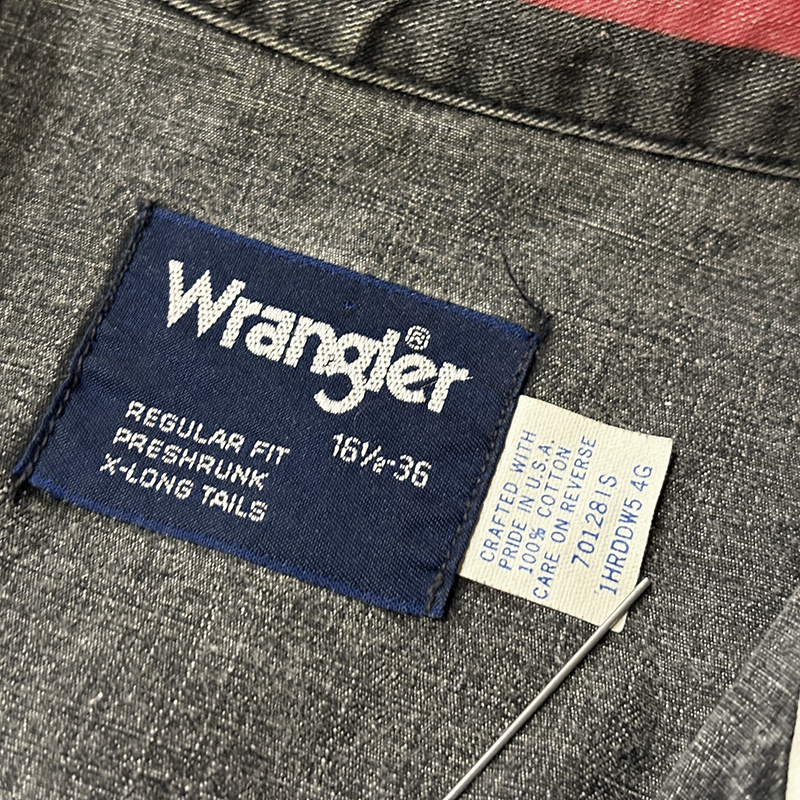 Wrangler®
REGULAR FIT
PRESHRUNK
X-LONG TAILS
16½-36
CRAFTED WITH
PRIDE IN U.S.A.
100% COTTON
CARE ON REVERSE
701281S
1HRDDW5 4G